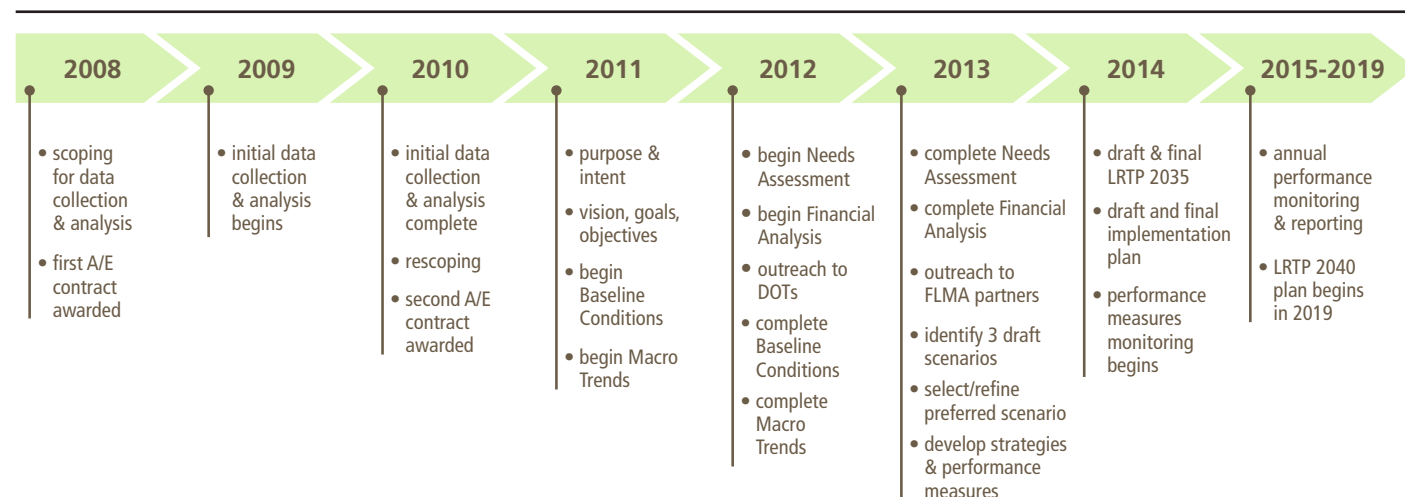 2008
2009
2010
2011
2012
2013
2014
2015-2019
• scoping
for data
collection
& analysis
• first A/E
contract
awarded
• initial data
collection
& analysis
begins
• initial data
collection
& analysis
complete
• rescoping
• second A/E
contract
awarded
• purpose &
intent
• vision, goals,
objectives
• begin
Baseline
Conditions
• begin Macro
Trends
• begin Needs
Assessment
• begin Financial
Analysis
• outreach to
DOTs
• complete
Baseline
Conditions
• complete
Macro
Trends
• complete Needs
Assessment
• complete Financial
Analysis
• outreach to
FLMA partners
• identify 3 draft
scenarios
• select/refine
preferred scenario
• develop strategies
& performance
measures
• draft & final
LRTP 2035
• draft and final
implementation
plan
• performance
measures
monitoring
begins
• annual
performance
monitoring
& reporting
• LRTP 2040
plan begins
in 2019